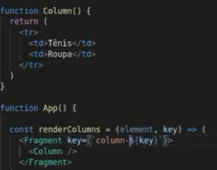 function Column() {
return (
<tr>
<td>Tênis</td>
<td>Roupa</td>
</tr>
)
}
function App() {
const renderColumns = (element, key) => (
<Fragment key={`column-${key}`}>
<Column />
</Fragment>